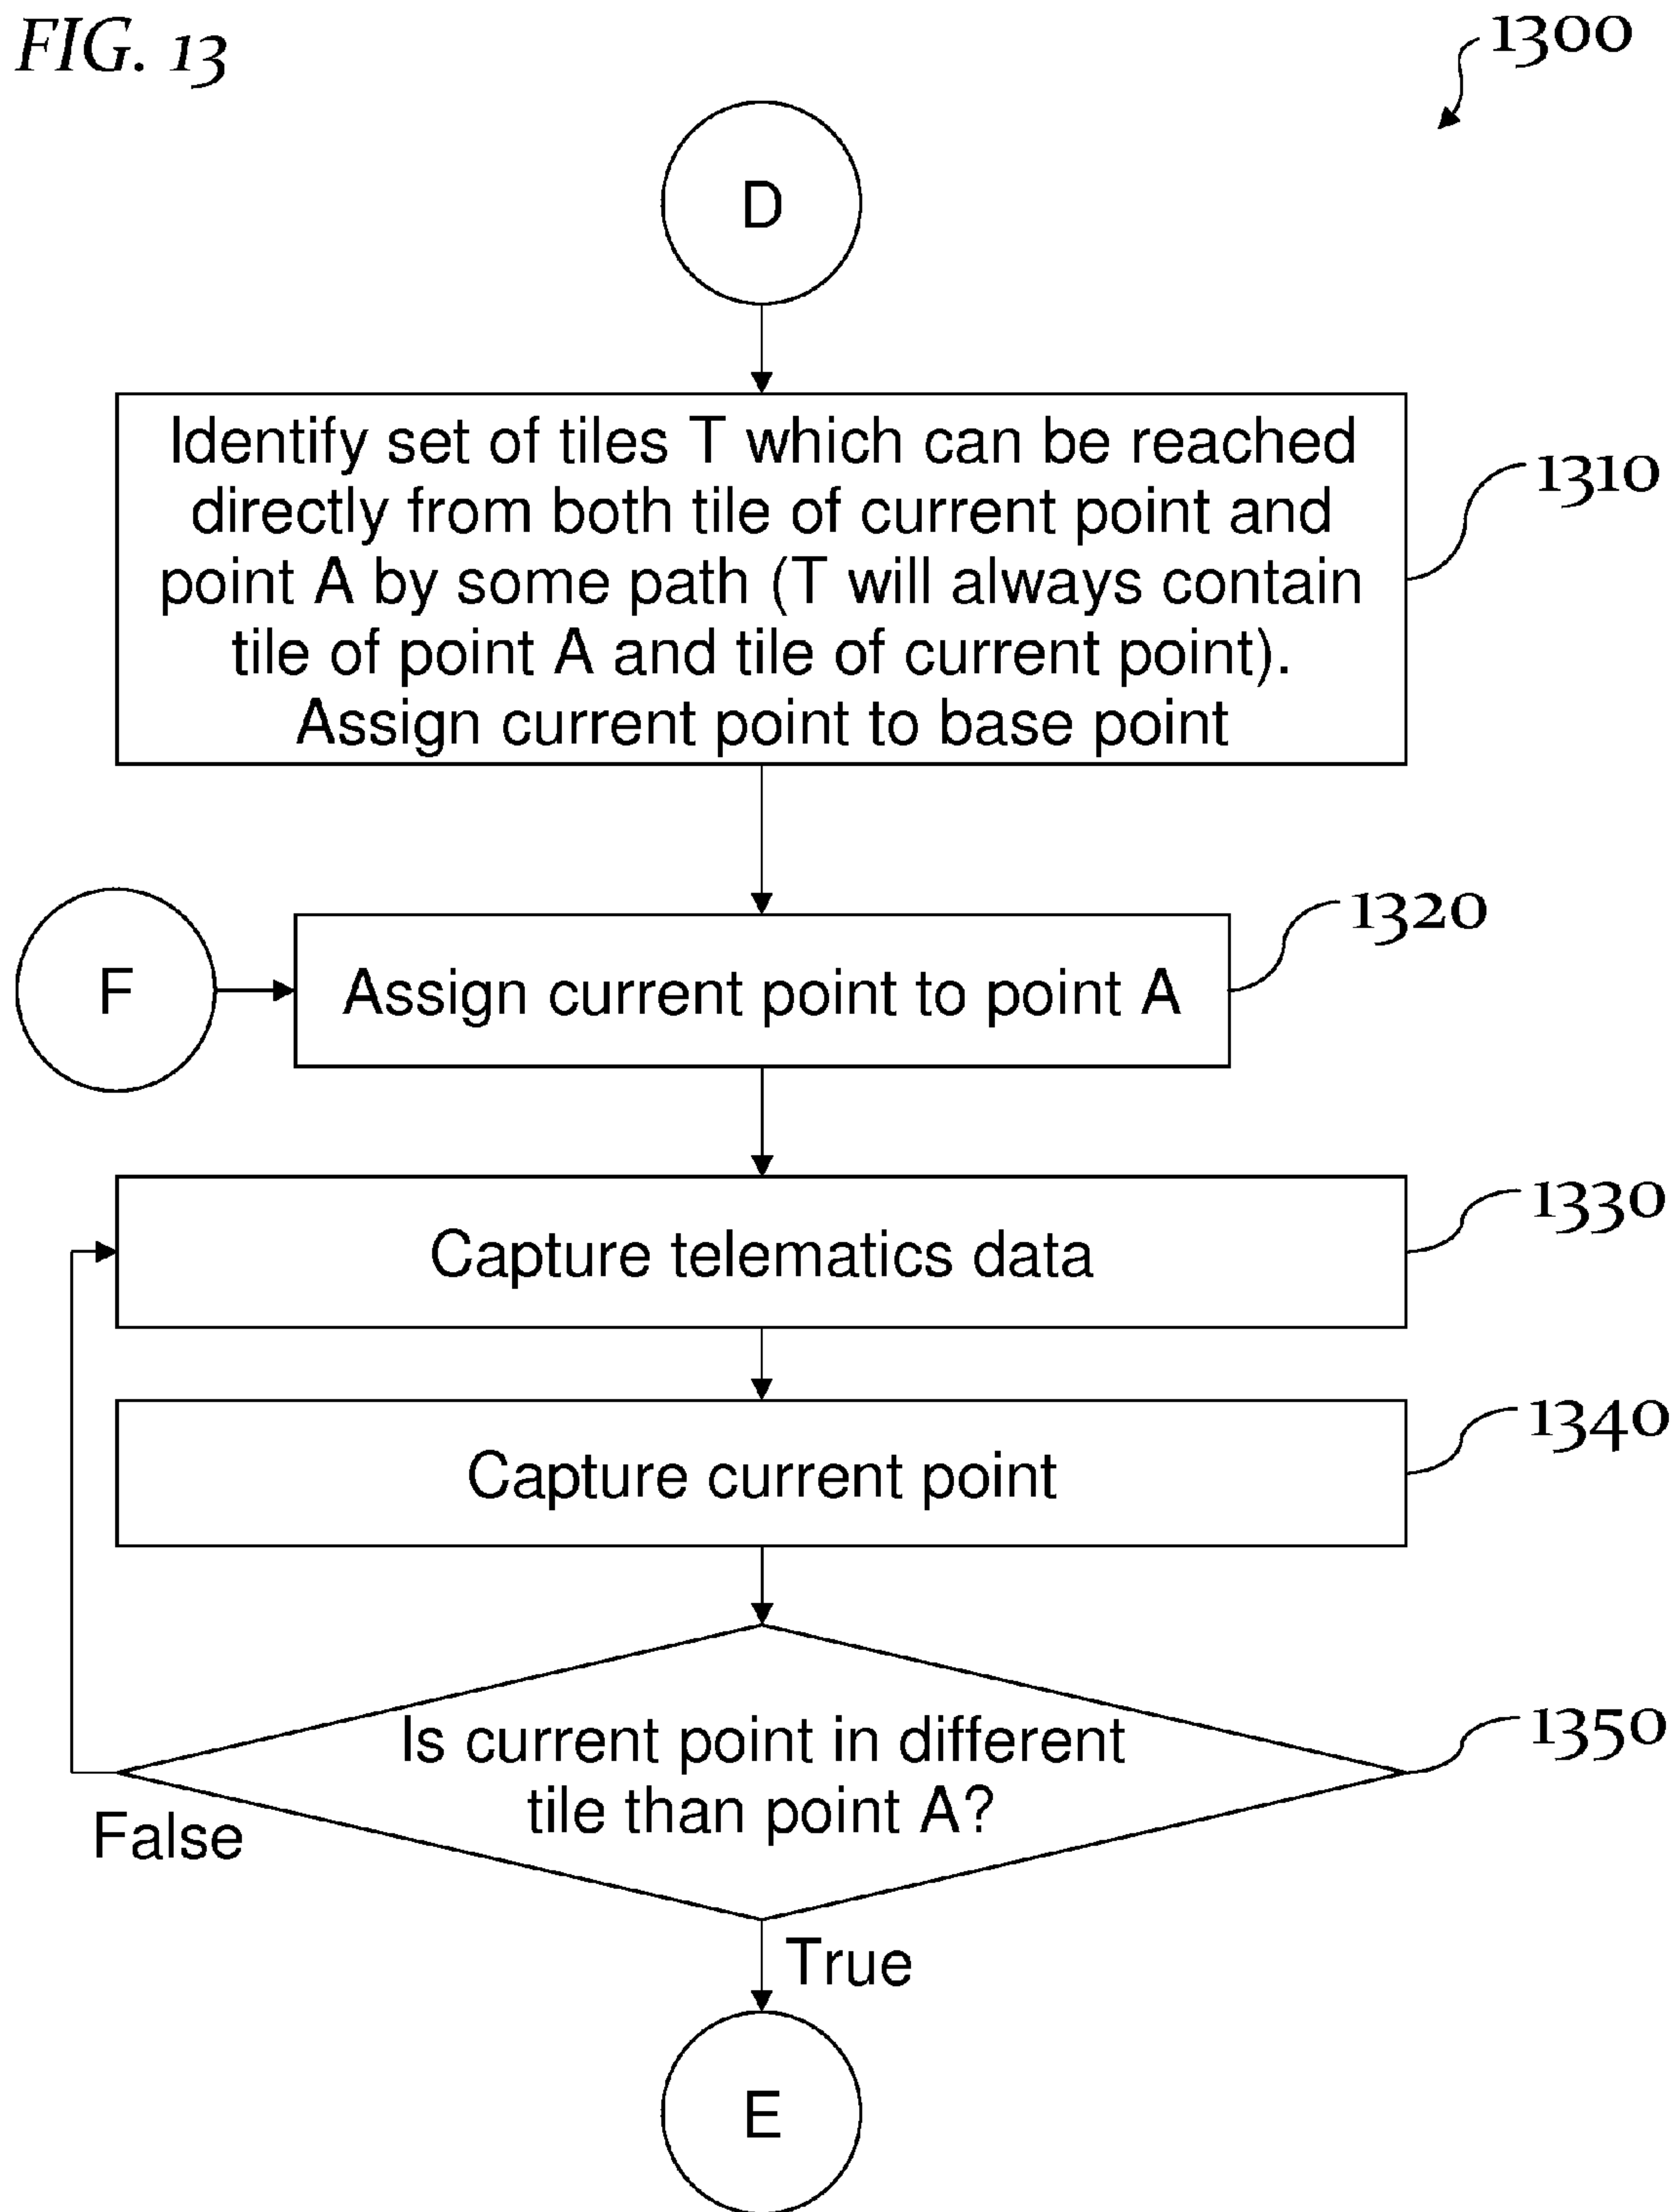 FIG. 13
1300
D
Identify set of tiles T which can be reached
directly from both tile of current point and
point A by some path (T will always contain
tile of point A and tile of current point).
Assign current point to base point
1310
F
Assign current point to point A
1320
Capture telematics data
1330
Capture current point
1340
Is current point in different
tile than point A?
1350
False
True
E